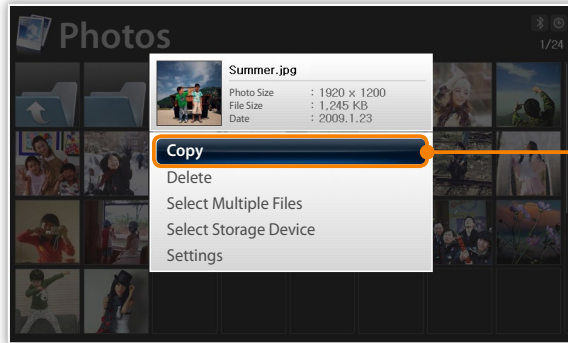 Photos
1/24
Summer.jpg
Photo Size : 1920 x 1200
File Size : 1,245 KB
Date : 2009.1.23
Copy
Delete
Select Multiple Files
Select Storage Device
Settings